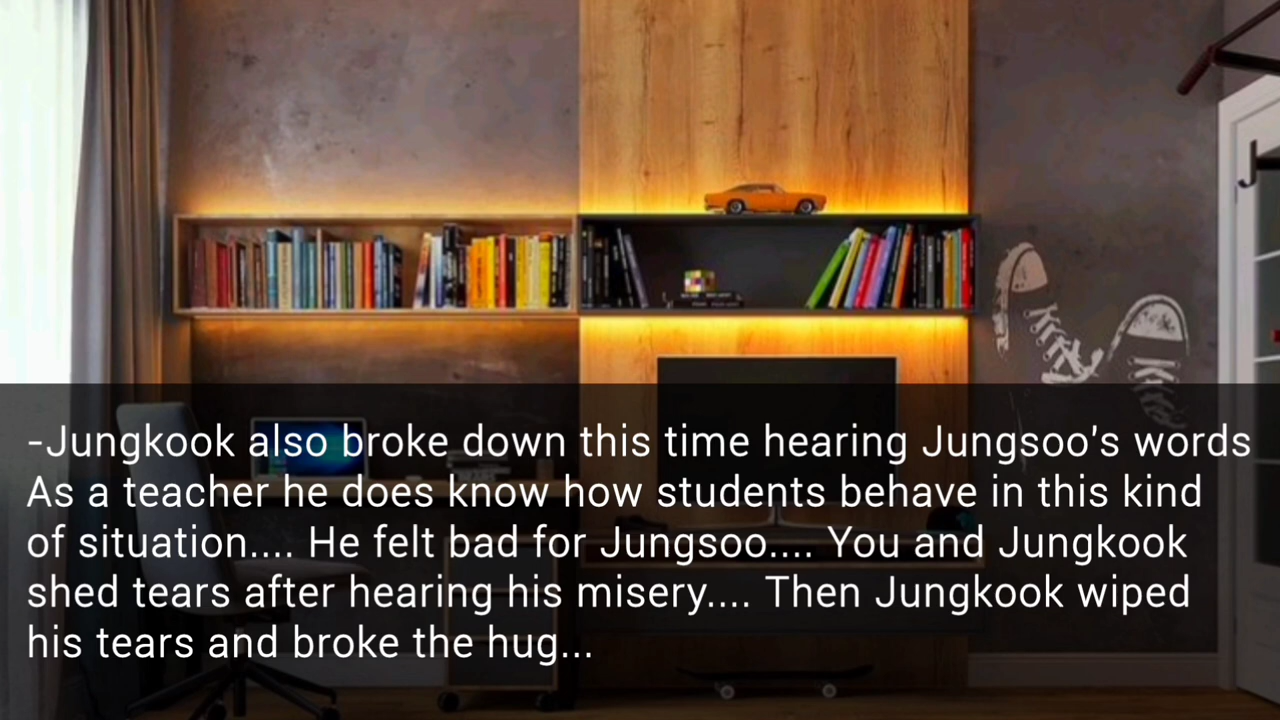 -Jungkook also broke down this time hearing Jungsoo's words
As a teacher he does know how students behave in this kind
of situation.... He felt bad for Jungsoo.... You and Jungkook
shed tears after hearing his misery.... Then Jungkook wiped
his tears and broke the hug...